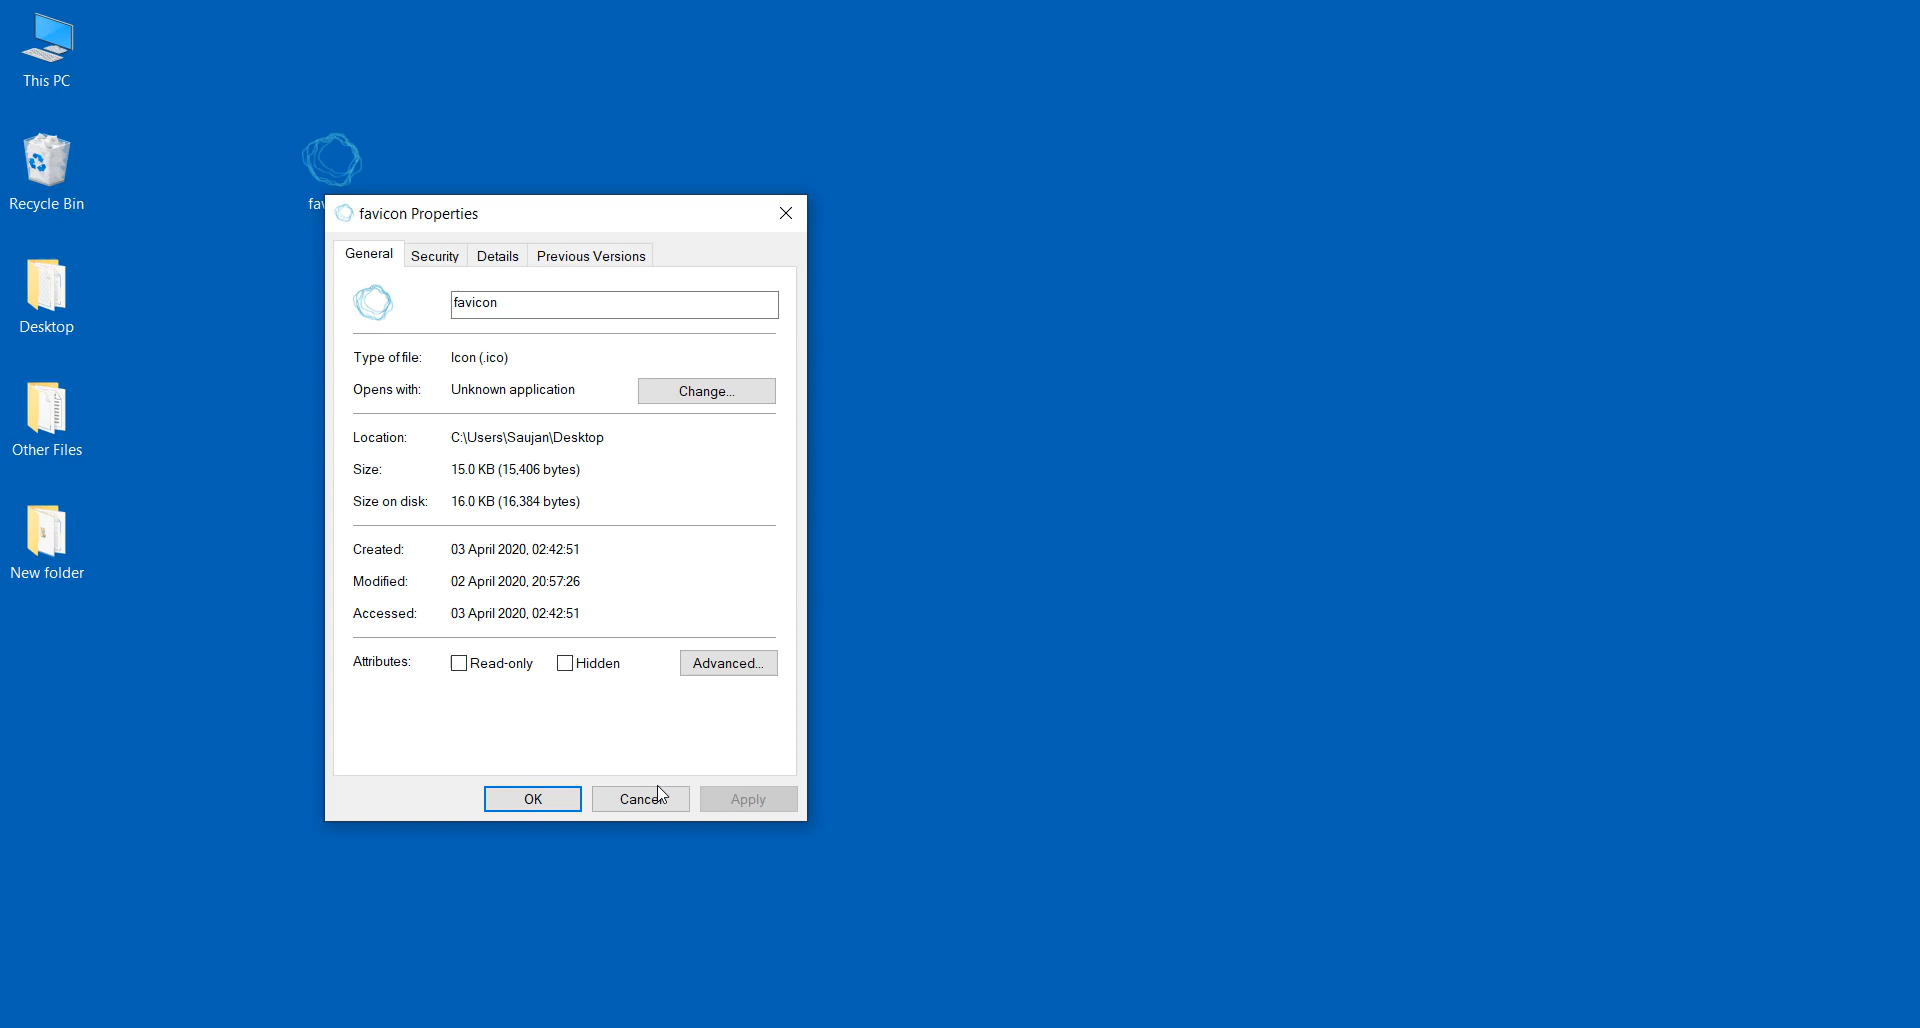 This PC
Recycle Bin
Desktop
Other Files
New folder
favicon Properties
General Security Details Previous Versions
favicon
Type of file: Icon (.ico)
Opens with: Unknown application Change...
Location: C:\Users\Saujan\Desktop
Size: 15.0 KB (15,406 bytes)
Size on disk: 16.0 KB (16,384 bytes)
Created: 03 April 2020, 02:42:51
Modified: 02 April 2020, 20:57:26
Accessed: 03 April 2020, 02:42:51
Attributes: Read-only Hidden Advanced...
OK Cancel Apply